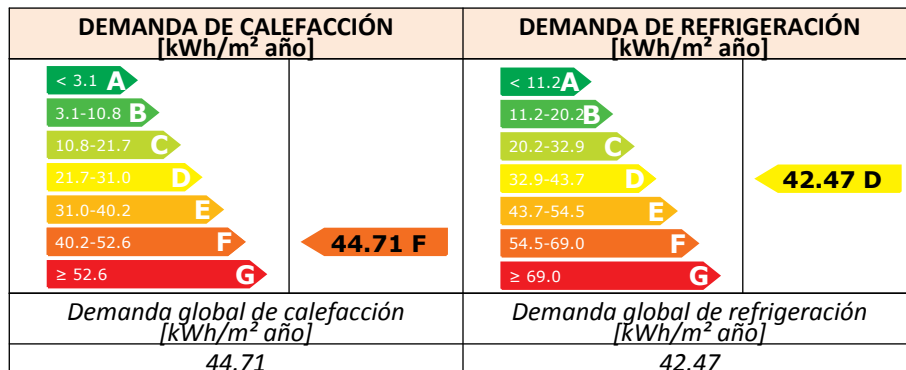 DEMANDA DE CALEFACCIÓN
[kWh/m² año]
DEMANDA DE REFRIGERACIÓN
[kWh/m² año]
< 3.1 A
3.1-10.8 B
10.8-21.7 C
21.7-31.0 D
31.0-40.2 E
40.2-52.6 F
≥ 52.6 G
44.71 F
< 11.2 A
11.2-20.2 B
20.2-32.9 C
32.9-43.7 D
43.7-54.5 E
54.5-69.0 F
≥ 69.0 G
42.47 D
Demanda global de calefacción
[kWh/m² año]
Demanda global de refrigeración
[kWh/m² año]
44.71
42.47